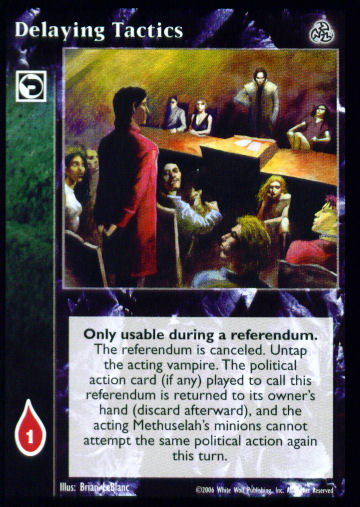 Delaying Tactics
Only usable during a referendum.
The referendum is canceled. Untap
the acting vampire. The political
action card (if any) played to call this
referendum is returned to its owner's
hand (discard afterward), and the
acting Methuselah's minions cannot
attempt the same political action again
this turn.
1
Illus: Brian LeBlanc
©2006 White Wolf Publishing, Inc. All Rights Reserved